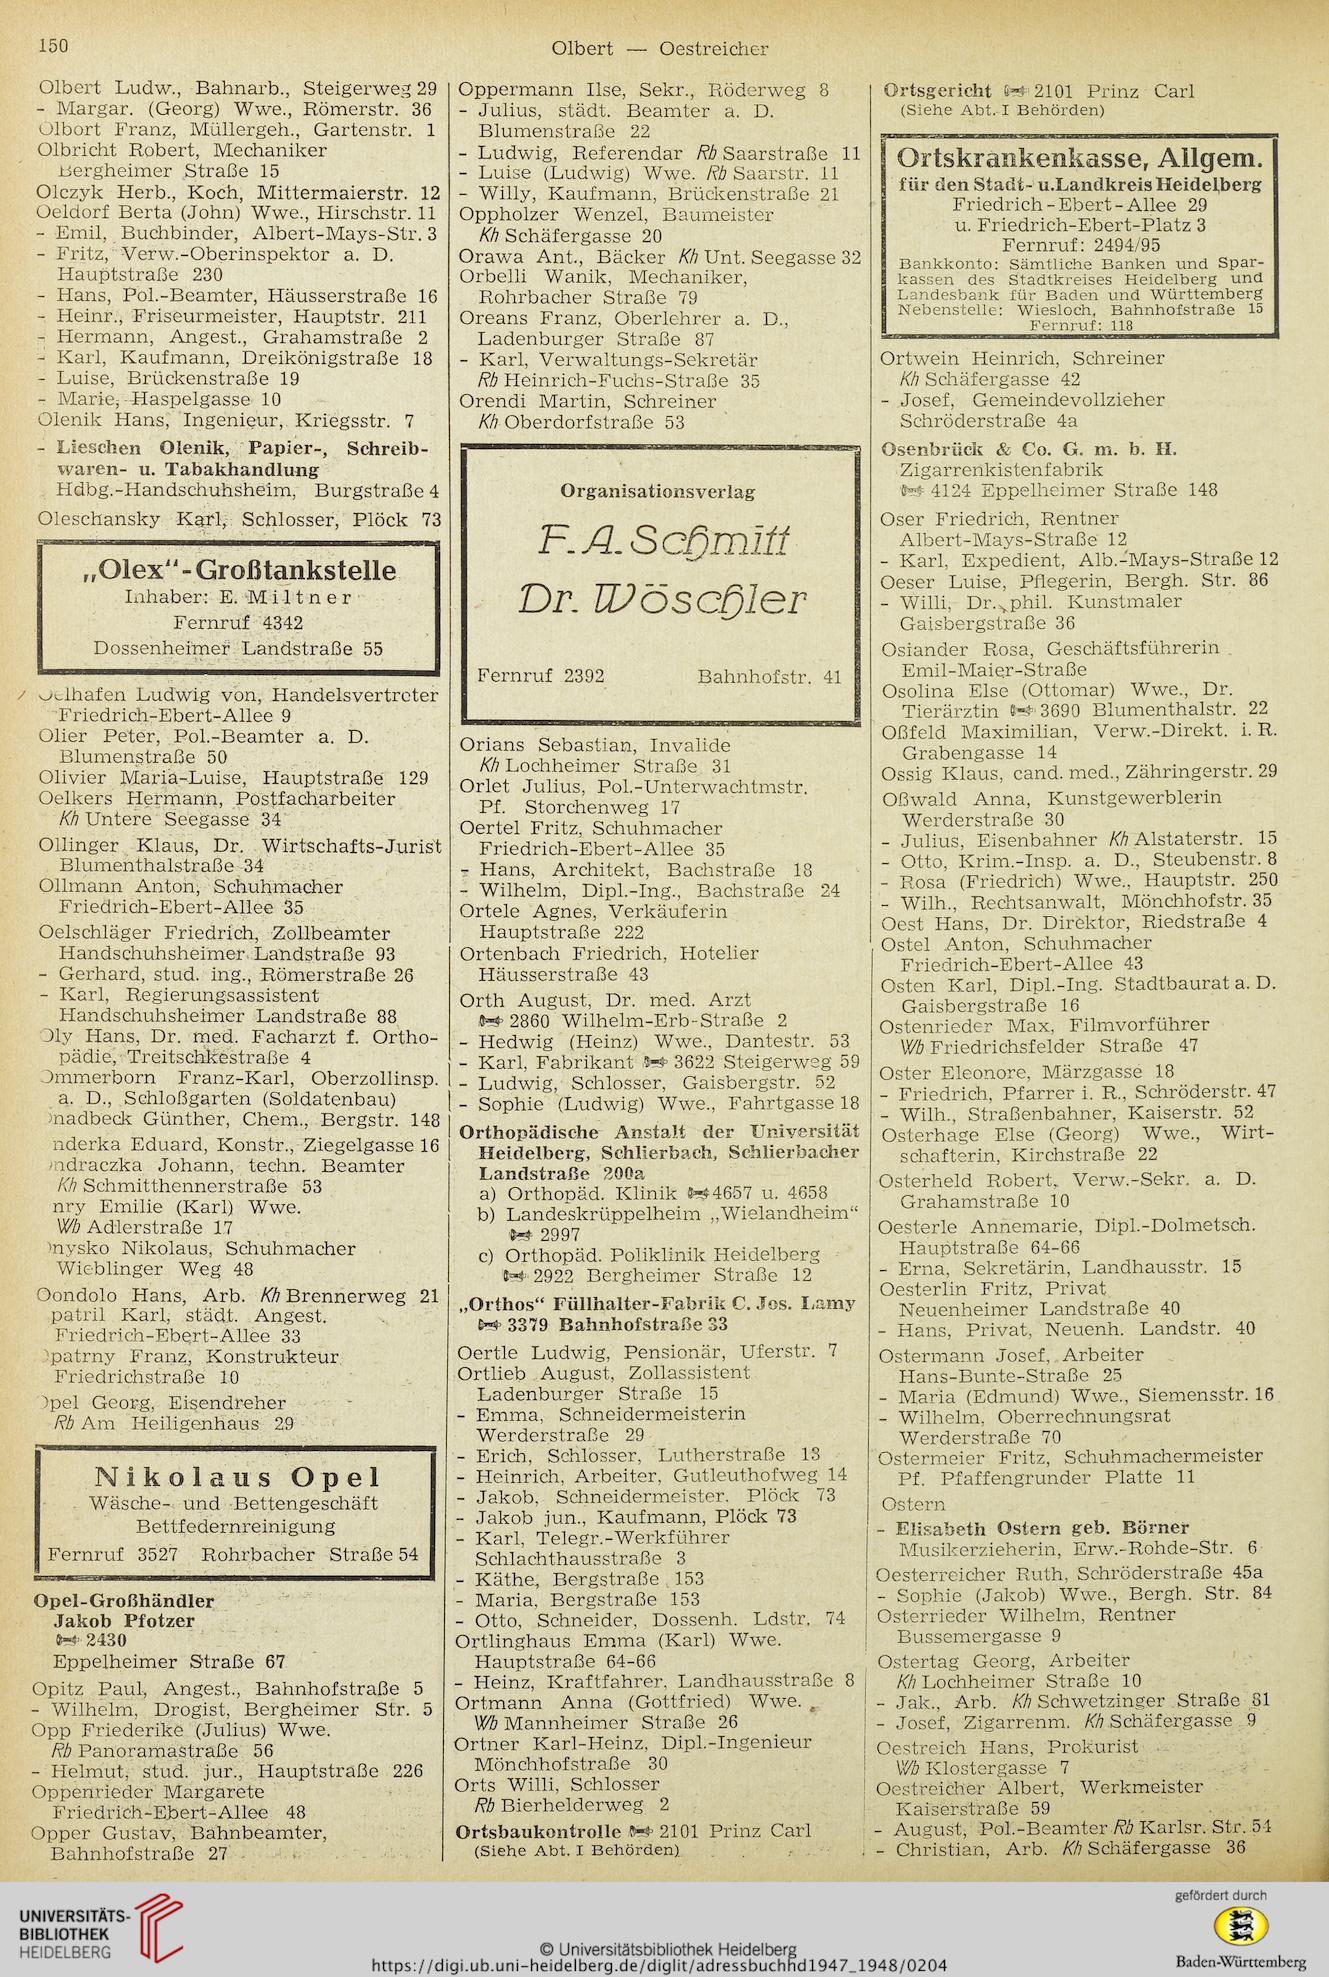 150
Olbert — Oestreicher
Olbert Ludw., Bahnarb., Steigerweg 29
- Margar. (Georg) Wwe., Römerstr. 36
Olbort Franz, Müllergeh., Gartenstr. 1
Olbricht Robert, Mechaniker
Bergheimer Straße 15
Olczyk Herb., Koch, Mittermaierstr. 12
Oeldorf Berta (John) Wwe., Hirschstr. 11
- Emil, Buchbinder, Albert-Mays-Str. 3
- Fritz, Verw.-Oberinspektor a. D.
Hauptstraße 230
- Hans, Pol.-Beamter, Häusserstraße 16
- Heinr., Friseurmeister, Hauptstr. 211
- Hermann, Angest., Grahamstraße 2
- Karl, Kaufmann, Dreikönigstraße 18
- Luise, Brückenstraße 19
- Marie, Haspelgasse 10
Olenik Hans, Ingenieur, Kriegsstr. 7
- Lieschen Olenik, Papier-, Schreib-
waren- u. Tabakhandlung
Hdbg.-Handschuhsheim, Burgstraße 4
Oleschansky Karl, Schlosser, Plöck 73
„Olex“-Großtankstelle
Inhaber: E. Miltner
Fernruf 4342
Dossenheimer Landstraße 55
Oelhafen Ludwig von, Handelsvertreter
Friedrich-Ebert-Allee 9
Olier Peter, Pol.-Beamter a. D.
Blumenstraße 50
Olivier Maria-Luise, Hauptstraße 129
Oelkers Hermann, Postfacharbeiter
Kh Untere Seegasse 34
Ollinger Klaus, Dr. Wirtschafts-Jurist
Blumenthalstraße 34
Ollmann Anton, Schuhmacher
Friedrich-Ebert-Allee 35
Oelschläger Friedrich, Zollbeamter
Handschuhsheimer Landstraße 93
- Gerhard, stud. ing., Römerstraße 26
- Karl, Regierungsassistent
Handschuhsheimer Landstraße 88
Oly Hans, Dr. med. Facharzt f. Ortho-
pädie, Treitschkestraße 4
Ommerborn Franz-Karl, Oberzollinsp.
a. D., Schloßgarten (Soldatenbau)
Onadbeck Günther, Chem., Bergstr. 148
nderka Eduard, Konstr., Ziegelgasse 16
ndraczka Johann, techn. Beamter
Kh Schmitthennerstraße 53
nry Emilie (Karl) Wwe.
Wb Adlerstraße 17
Onysko Nikolaus, Schuhmacher
Wieblinger Weg 48
Oondolo Hans, Arb. Kh Brennerweg 21
patril Karl, städt. Angest.
Friedrich-Ebert-Allee 33
Opatrny Franz, Konstrukteur
Friedrichstraße 10
Opel Georg, Eisendreher
Rb Am Heiligenhaus 29
Nikolaus Opel
Wäsche- und Bettengeschäft
Bettfedernreinigung
Fernruf 3527 Rohrbacher Straße 54
Opel-Großhändler
Jakob Pfotzer
2430
Eppelheimer Straße 67
Opitz Paul, Angest., Bahnhofstraße 5
- Wilhelm, Drogist, Bergheimer Str. 5
Opp Friederike (Julius) Wwe.
Rb Panoramastraße 56
- Helmut, stud. jur., Hauptstraße 226
Oppenrieder Margarete
Friedrich-Ebert-Allee 48
Opper Gustav, Bahnbeamter,
Bahnhofstraße 27
Oppermann Ilse, Sekr., Röderweg 8
- Julius, städt. Beamter a. D.
Blumenstraße 22
- Ludwig, Referendar Rb Saarstraße 11
- Luise (Ludwig) Wwe. Rb Saarstr. 11
- Willy, Kaufmann, Brückenstraße 21
Oppholzer Wenzel, Baumeister
Kh Schäfergasse 20
Orawa Ant., Bäcker Kh Unt. Seegasse 32
Orbelli Wanik, Mechaniker,
Rohrbacher Straße 79
Oreans Franz, Oberlehrer a. D.,
Ladenburger Straße 87
- Karl, Verwaltungs-Sekretär
Rb Heinrich-Fuchs-Straße 35
Orendi Martin, Schreiner
Kh Oberdorfstraße 53
Organisationsverlag
F. A. Schmitt
Dr. Wöschler
Fernruf 2392 Bahnhofstr. 41
Orians Sebastian, Invalide
Kh Lochheimer Straße 31
Orlet Julius, Pol.-Unterwachtmstr.
Pf. Storchenweg 17
Oertel Fritz, Schuhmacher
Friedrich-Ebert-Allee 35
- Hans, Architekt, Bachstraße 18
- Wilhelm, Dipl.-Ing., Bachstraße 24
Ortele Agnes, Verkäuferin
Hauptstraße 222
Ortenbach Friedrich, Hotelier
Häusserstraße 43
Orth August, Dr. med. Arzt
2860 Wilhelm-Erb-Straße 2
- Hedwig (Heinz) Wwe., Dantestr. 53
- Karl, Fabrikant 3622 Steigerweg 59
- Ludwig, Schlosser, Gaisbergstr. 52
- Sophie (Ludwig) Wwe., Fahrtgasse 18
Orthopädische Anstalt der Universität
Heidelberg, Schlierbach, Schlierbacher
Landstraße 200a
a) Orthopäd. Klinik 4657 u. 4658
b) Landeskrüppelheim „Wielandheim“
2997
c) Orthopäd. Poliklinik Heidelberg
2922 Bergheimer Straße 12
„Orthos“ Füllhalter-Fabrik C. Jos. Lamy
3379 Bahnhofstraße 33
Oertle Ludwig, Pensionär, Uferstr. 7
Ortlieb August, Zollassistent
Ladenburger Straße 15
- Emma, Schneidermeisterin
Werderstraße 29
- Erich, Schlosser, Lutherstraße 13
- Heinrich, Arbeiter, Gutleuthofweg 14
- Jakob, Schneidermeister, Plöck 73
- Jakob jun., Kaufmann, Plöck 73
- Karl, Telegr.-Werkführer
Schlachthausstraße 3
- Käthe, Bergstraße 153
- Maria, Bergstraße 153
- Otto, Schneider, Dossenh. Ldstr. 74
Ortlinghaus Emma (Karl) Wwe.
Hauptstraße 64-66
- Heinz, Kraftfahrer, Landhausstraße 8
Ortmann Anna (Gottfried) Wwe.
Wb Mannheimer Straße 26
Ortner Karl-Heinz, Dipl.-Ingenieur
Mönchhofstraße 30
Orts Willi, Schlosser
Rb Bierhelderweg 2
Ortsbaukontrolle 2101 Prinz Carl
(Siehe Abt. I Behörden)
Ortsgericht 2101 Prinz Carl
(Siehe Abt. I Behörden)
Ortskrankenkasse, Allgem.
für den Stadt- u. Landkreis Heidelberg
Friedrich-Ebert-Allee 29
u. Friedrich-Ebert-Platz 3
Fernruf: 2494/95
Bankkonto: Sämtliche Banken und Spar-
kassen des Stadtkreises Heidelberg und
Landesbank für Baden und Württemberg
Nebenstelle: Wiesloch, Bahnhofstraße 15
Fernruf: 118
Ortwein Heinrich, Schreiner
Kh Schäfergasse 42
- Josef, Gemeindevollzieher
Schröderstraße 4a
Osenbrück & Co. G. m. b. H.
Zigarrenkistenfabrik
4124 Eppelheimer Straße 148
Oser Friedrich, Rentner
Albert-Mays-Straße 12
- Karl, Expedient, Alb.-Mays-Straße 12
Oeser Luise, Pflegerin, Bergh. Str. 86
- Willi, Dr. phil. Kunstmaler
Gaisbergstraße 36
Osiander Rosa, Geschäftsführerin
Emil-Maier-Straße
Osolina Else (Ottomar) Wwe., Dr.
Tierärztin 3690 Blumenthalstr. 22
Oßfeld Maximilian, Verw.-Direkt. i. R.
Grabengasse 14
Ossig Klaus, cand. med., Zähringerstr. 29
Oßwald Anna, Kunstgewerblerin
Werderstraße 30
- Julius, Eisenbahner Kh Alstaterstr. 15
- Otto, Krim.-Insp. a. D., Steubenstr. 8
- Rosa (Friedrich) Wwe., Hauptstr. 250
- Wilh., Rechtsanwalt, Mönchhofstr. 35
Oest Hans, Dr. Direktor, Riedstraße 4
Ostel Anton, Schuhmacher
Friedrich-Ebert-Allee 43
Osten Karl, Dipl.-Ing. Stadtbaurat a. D.
Gaisbergstraße 16
Ostenrieder Max, Filmvorführer
Wb Friedrichsfelder Straße 47
Oster Eleonore, Märzgasse 18
- Friedrich, Pfarrer i. R., Schröderstr. 47
- Wilh., Straßenbahner, Kaiserstr. 52
Osterhage Else (Georg) Wwe., Wirt-
schafterin, Kirchstraße 22
Osterheld Robert, Verw.-Sekr. a. D.
Grahamstraße 10
Oesterle Annemarie, Dipl.-Dolmetsch.
Hauptstraße 64-66
- Erna, Sekretärin, Landhausstr. 15
Oesterlin Fritz, Privat
Neuenheimer Landstraße 40
- Hans, Privat, Neuenh. Landstr. 40
Ostermann Josef, Arbeiter
Hans-Bunte-Straße 25
- Maria (Edmund) Wwe., Siemensstr. 16
- Wilhelm, Oberrechnungsrat
Werderstraße 70
Ostermeier Fritz, Schuhmachermeister
Pf. Pfaffengrunder Platte 11
Ostern
- Elisabeth Ostern geb. Börner
Musikerzieherin, Erw.-Rohde-Str. 6
Oesterreicher Ruth, Schröderstraße 45a
- Sophie (Jakob) Wwe., Bergh. Str. 84
Osterrieder Wilhelm, Rentner
Bussemergasse 9
Ostertag Georg, Arbeiter
Kh Lochheimer Straße 10
- Jak., Arb. Kh Schwetzinger Straße 81
- Josef, Zigarrenm. Kh Schäfergasse 9
Oestreich Hans, Prokurist
Wb Klostergasse 7
Oestreicher Albert, Werkmeister
Kaiserstraße 59
- August, Pol.-Beamter Rb Karlsr. Str. 54
- Christian, Arb. Kh Schäfergasse 36
UNIVERSITÄTS-
BIBLIOTHEK
HEIDELBERG
© Universitätsbibliothek Heidelberg
https://digi.ub.uni-heidelberg.de/diglit/adressbuchhd1947_1948/0204
gefördert durch
Baden-Württemberg